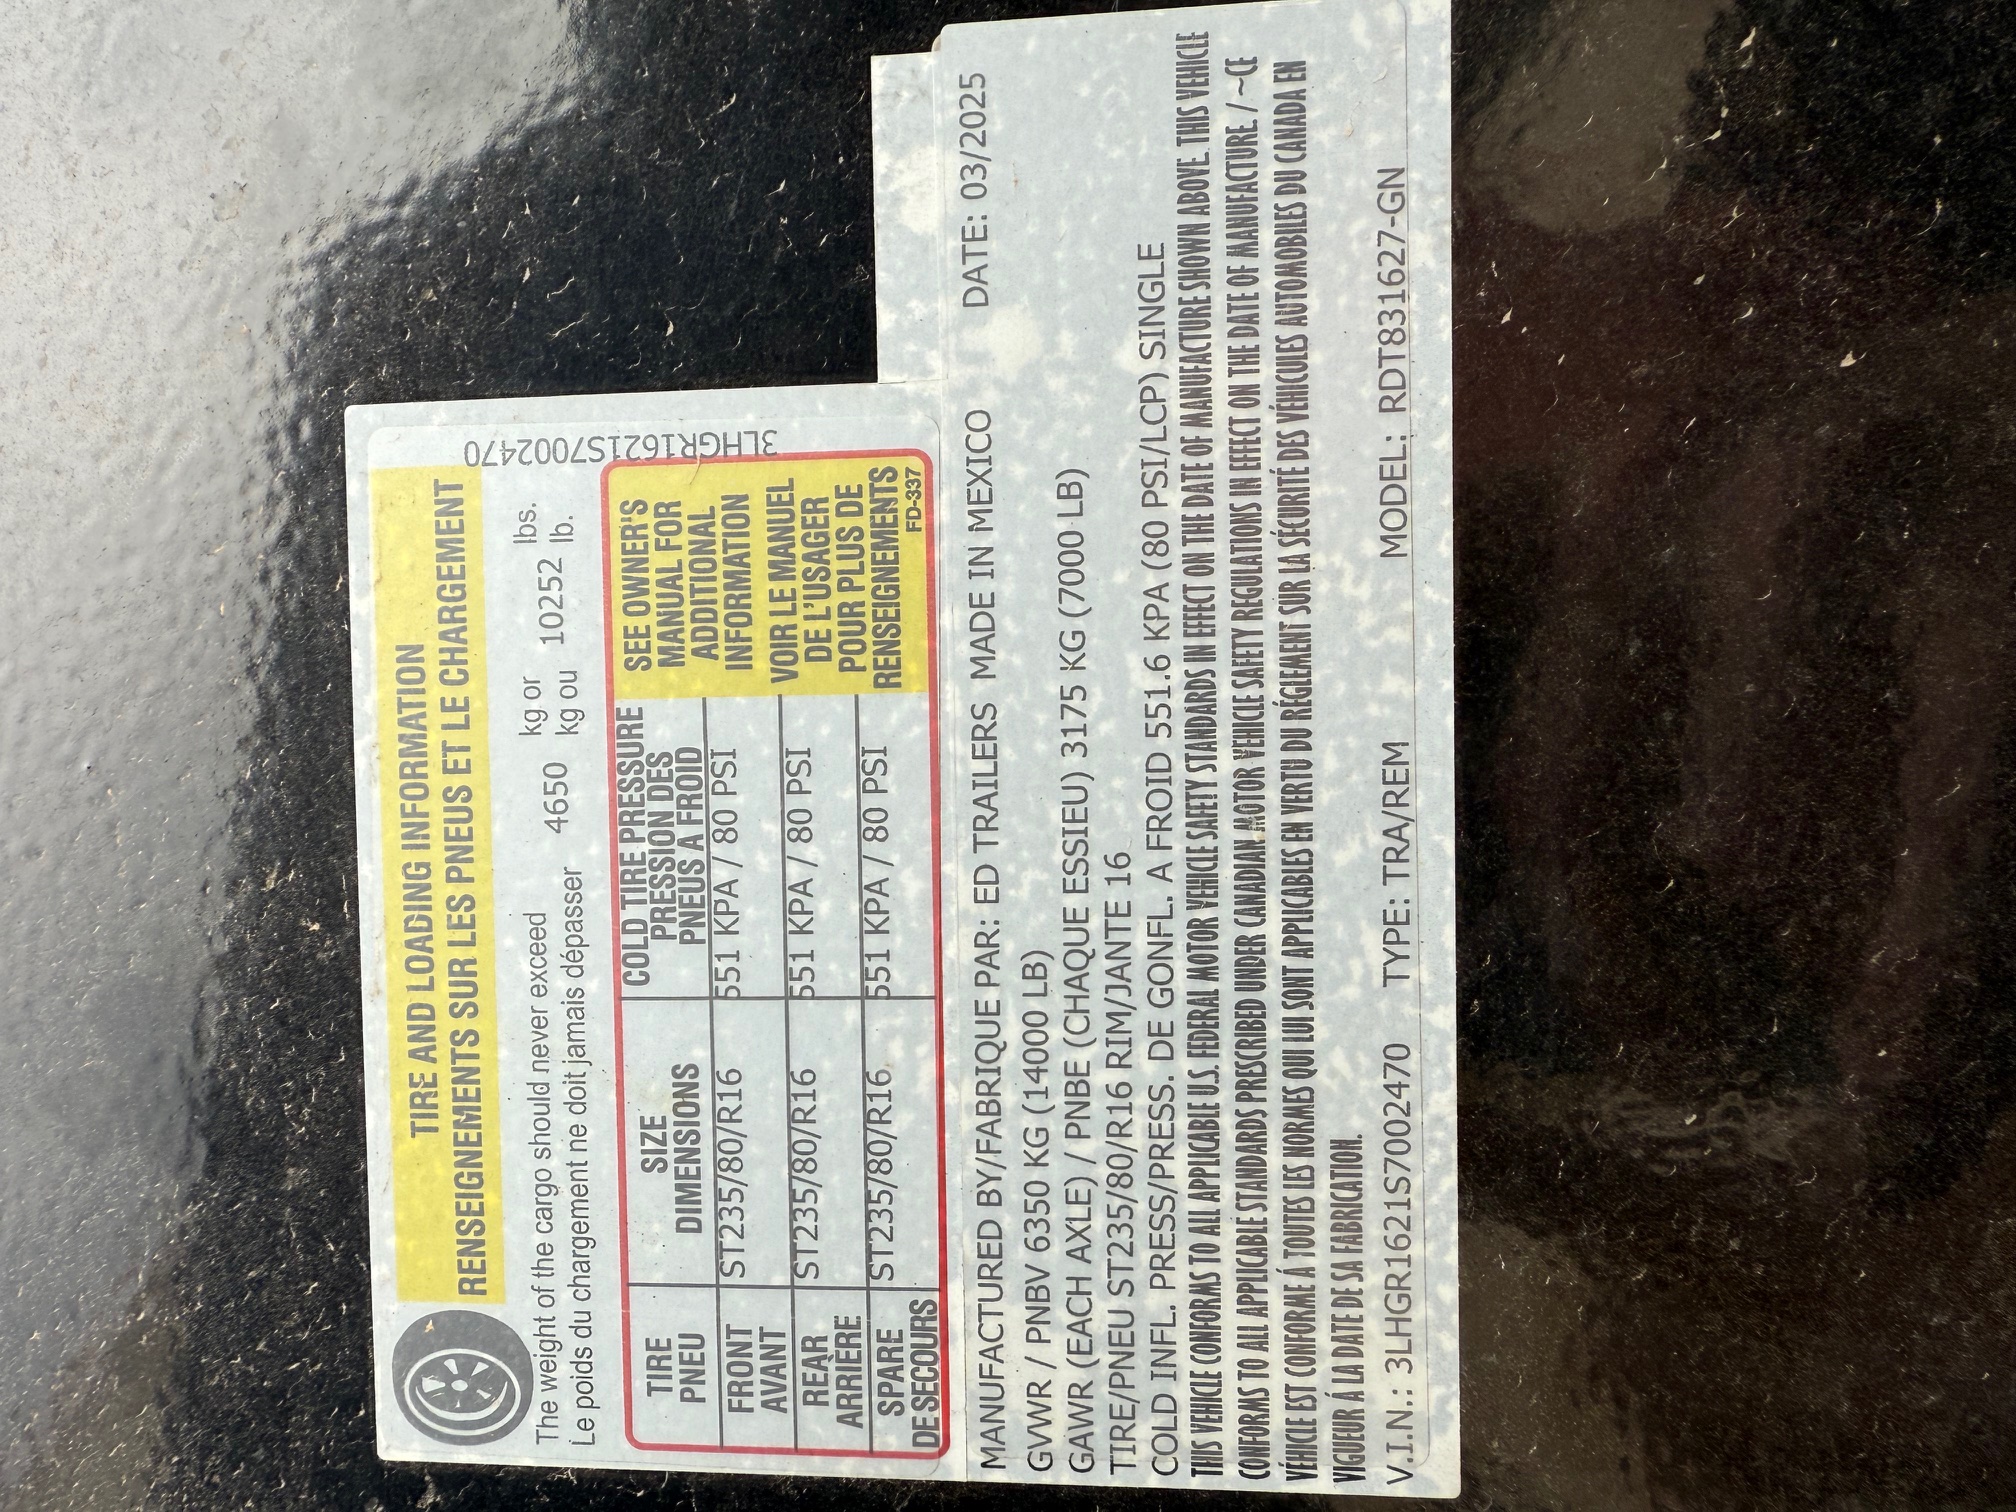 TIRE AND LOADING INFORMATION
RENSEIGNEMENTS SUR LES PNEUS ET LE CHARGEMENT
The weight of the cargo should never exceed 4650 kg or 10252 lbs.
Le poids du chargement ne doit jamais dépasser kg ou lb.
3LHGR1621S7002470
TIRE
PNEU
SIZE
DIMENSIONS
COLD TIRE PRESSURE
PRESSION DES
PNEUS A FROID
FRONT
AVANT
ST235/80/R16
551 KPA / 80 PSI
REAR
ARRIÈRE
ST235/80/R16
551 KPA / 80 PSI
SPARE
DE SECOURS
ST235/80/R16
551 KPA / 80 PSI
SEE OWNER'S
MANUAL FOR
ADDITIONAL
INFORMATION
VOIR LE MANUEL
DE L'USAGER
POUR PLUS DE
RENSEIGNEMENTS
FD-337
MANUFACTURED BY/FABRIQUE PAR: ED TRAILERS MADE IN MEXICO DATE: 03/2025
GVWR / PNBV 6350 KG (14000 LB)
GAWR (EACH AXLE) / PNBE (CHAQUE ESSIEU) 3175 KG (7000 LB)
TIRE/PNEU ST235/80/R16 RIM/JANTE 16
COLD INFL. PRESS/PRESS. DE GONFL. A FROID 551.6 KPA (80 PSI/LCP) SINGLE
THIS VEHICLE CONFORMS TO ALL APPLICABLE U.S. FEDERAL MOTOR VEHICLE SAFETY STANDARDS IN EFFECT ON THE DATE OF MANUFACTURE SHOWN ABOVE. THIS VEHICLE
CONFORMS TO ALL APPLICABLE STANDARDS PRESCRIBED UNDER CANADIAN MOTOR VEHICLE SAFETY REGULATIONS IN EFFECT ON THE DATE OF MANUFACTURE. / ~CE
VÉHICLE EST CONFORME Á TOUTES LES NORMES QUI LUI SONT APPLICABLES EN VERTU DU RÉGLEMENT SUR LA SÉCURITÉ DES VÉHICULES AUTOMOBILES DU CANADA EN
VIGUEUR Á LA DATE DE SA FABRICATION.
V.I.N.: 3LHGR1621S7002470 TYPE: TRA/REM MODEL: RDT831627-GN